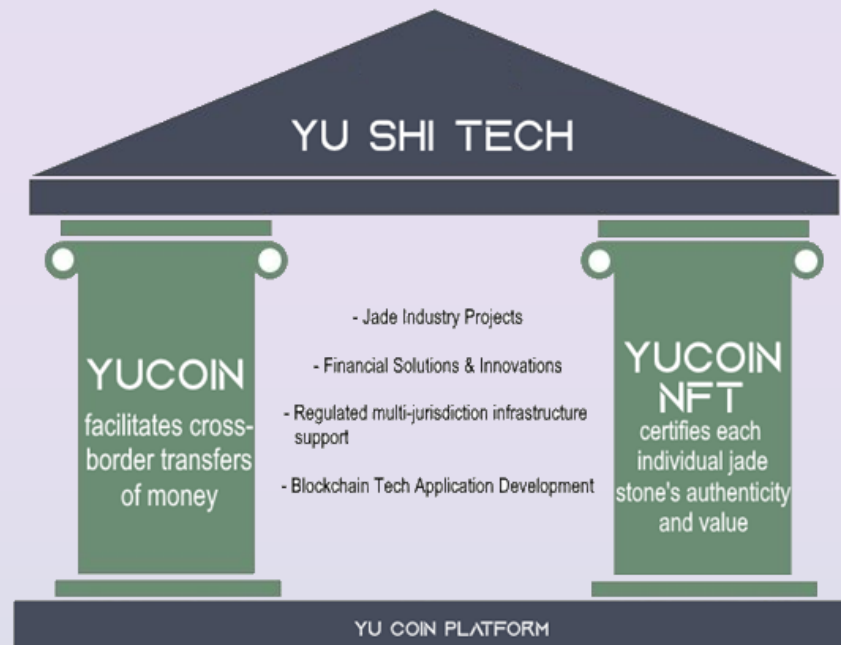 YU SHI TECH
YUCOIN
facilitates cross-
border transfers
of money
- Jade Industry Projects
- Financial Solutions & Innovations
- Regulated multi-jurisdiction infrastructure
support
- Blockchain Tech Application Development
YUCOIN
NFT
certifies each
individual jade
stone's authenticity
and value
YU COIN PLATFORM